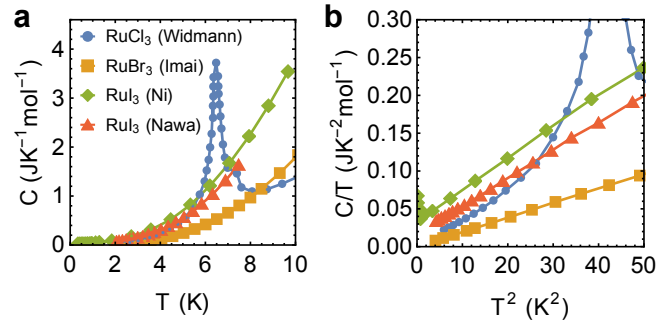 a
b
RuCl₃ (Widmann)
RuBr₃ (Imai)
RuI₃ (Ni)
RuI₃ (Nawa)
C (JK⁻¹mol⁻¹)
4
3
2
1
0
0 2 4 6 8 10
T (K)
C/T (JK⁻²mol⁻¹)
0.30
0.25
0.20
0.15
0.10
0.05
0.00
0 10 20 30 40 50
T² (K²)